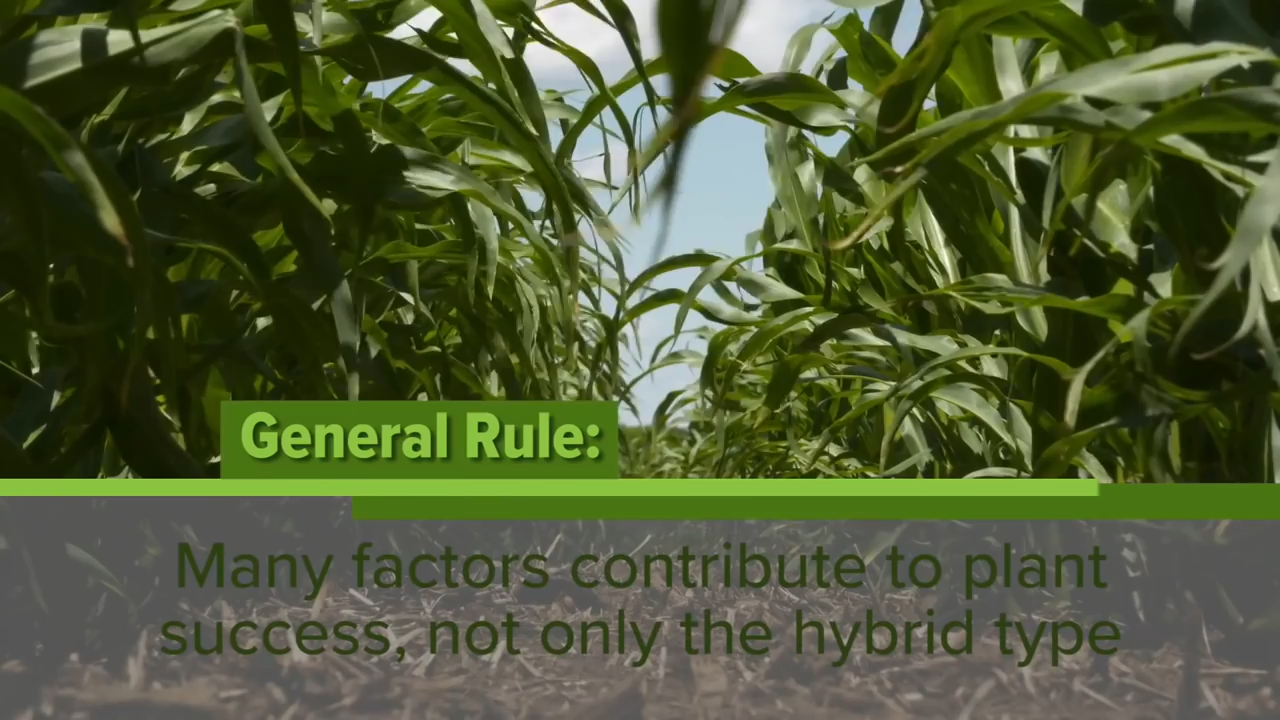 General Rule:
Many factors contribute to plant
success, not only the hybrid type